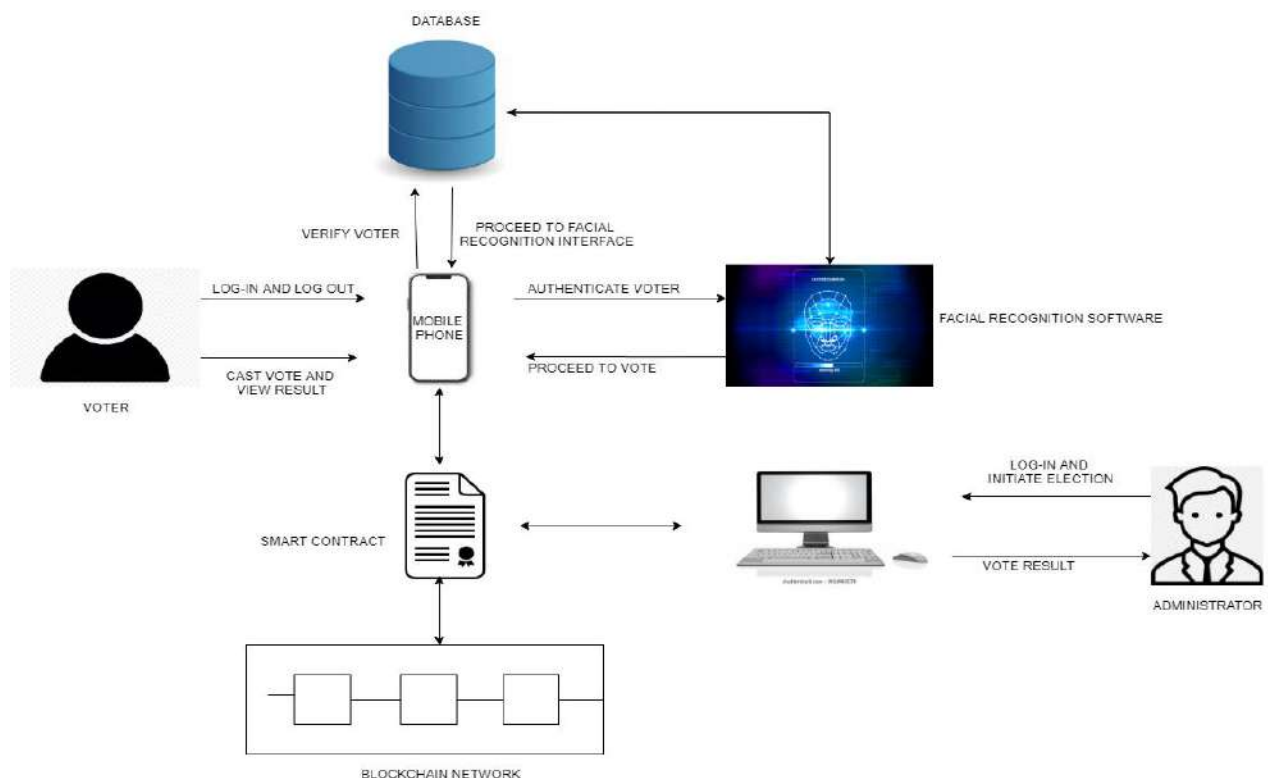 DATABASE
VERIFY VOTER
PROCEED TO FACIAL
RECOGNITION INTERFACE
LOG-IN AND LOG OUT
MOBILE
PHONE
AUTHENTICATE VOTER
FACIAL RECOGNITION SOFTWARE
CAST VOTE AND
VIEW RESULT
PROCEED TO VOTE
VOTER
LOG-IN AND
INITIATE ELECTION
SMART CONTRACT
VOTE RESULT
ADMINISTRATOR
BLOCKCHAIN NETWORK